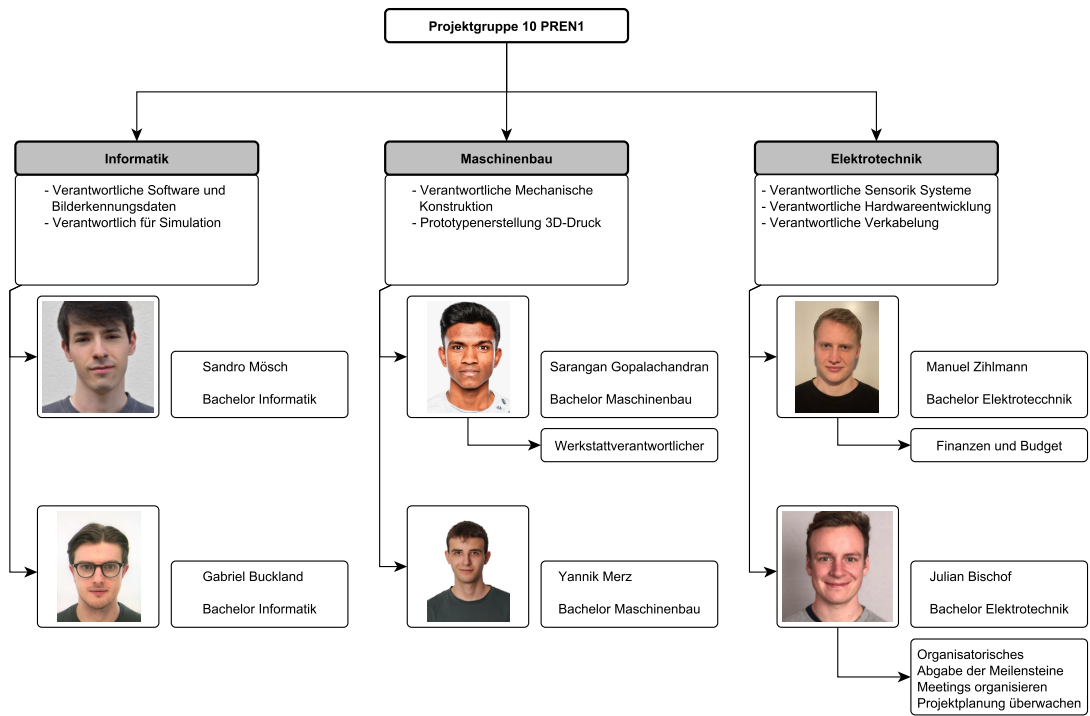 Projektgruppe 10 PREN1
Informatik
- Verantwortliche Software und
Bilderkennungsdaten
- Verantwortlich für Simulation
Sandro Mösch
Bachelor Informatik
Gabriel Buckland
Bachelor Informatik
Maschinenbau
- Verantwortliche Mechanische
Konstruktion
- Prototypenerstellung 3D-Druck
Sarangan Gopalachandran
Bachelor Maschinenbau
Werkstattverantwortlicher
Yannik Merz
Bachelor Maschinenbau
Elektrotechnik
- Verantwortliche Sensorik Systeme
- Verantwortliche Hardwareentwicklung
- Verantwortliche Verkabelung
Manuel Zihlmann
Bachelor Elektrotecchnik
Finanzen und Budget
Julian Bischof
Bachelor Elektrotechnik
Organisatorisches
Abgabe der Meilensteine
Meetings organisieren
Projektplanung überwachen